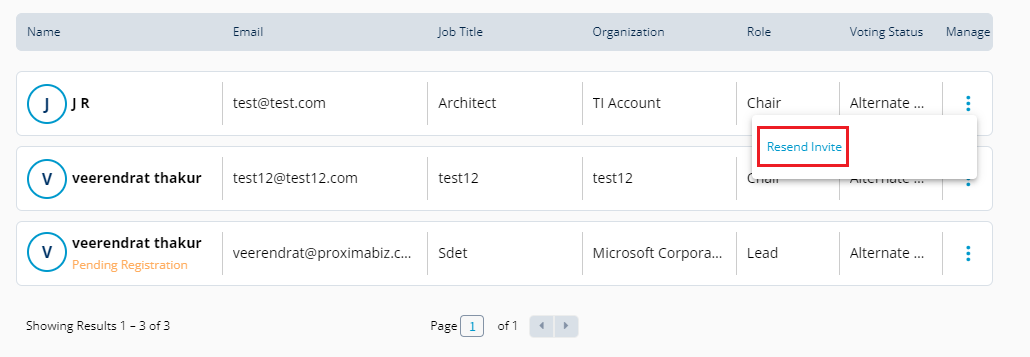 Name Email Job Title Organization Role Voting Status Manage
J J R test@test.com Architect TI Account Chair Alternate ...
Resend Invite
V veerendrat thakur test12@test12.com test12 test12 Chair Alternate ...
V veerendrat thakur veerendrat@proximabiz.c... Sdet Microsoft Corpora... Lead Alternate ...
Pending Registration
Showing Results 1 – 3 of 3 Page 1 of 1